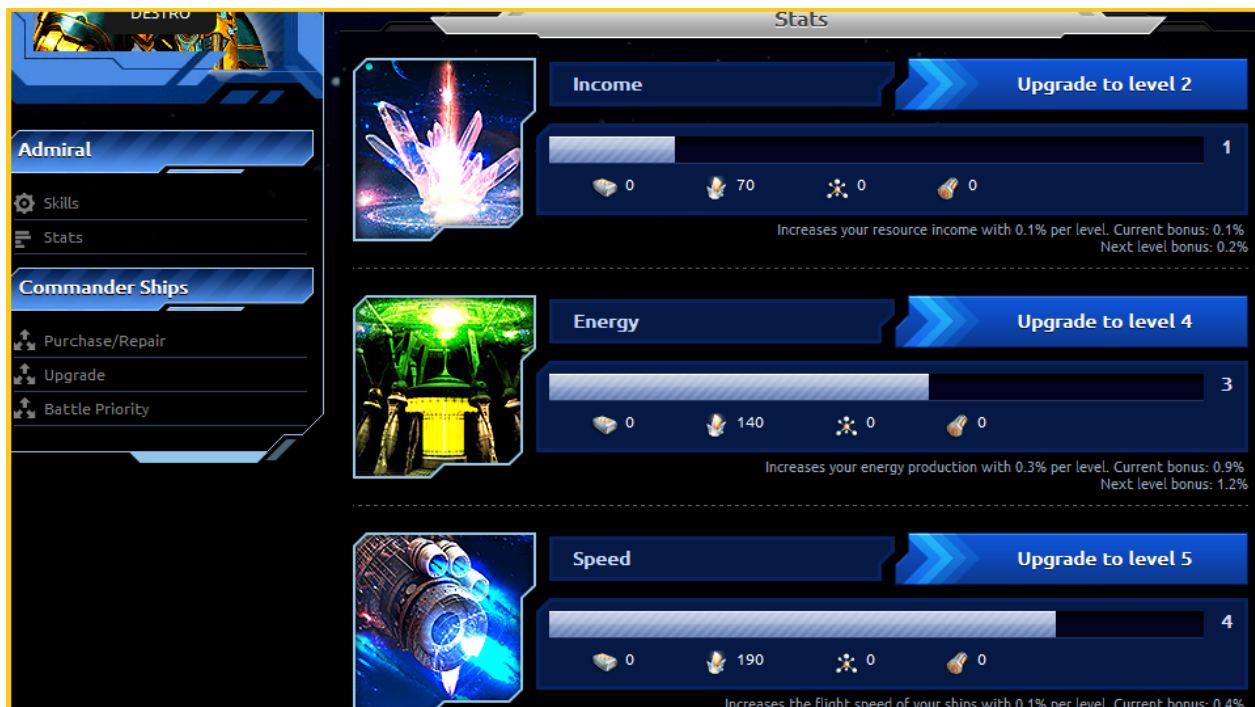 DESTRO
Admiral
Skills
Stats
Commander Ships
Purchase/Repair
Upgrade
Battle Priority
Stats
Income
Upgrade to level 2
1
0 70 0 0
Increases your resource income with 0.1% per level. Current bonus: 0.1%
Next level bonus: 0.2%
Energy
Upgrade to level 4
3
0 140 0 0
Increases your energy production with 0.3% per level. Current bonus: 0.9%
Next level bonus: 1.2%
Speed
Upgrade to level 5
4
0 190 0 0
Increases the flight speed of your ships with 0.1% per level. Current bonus: 0.4%